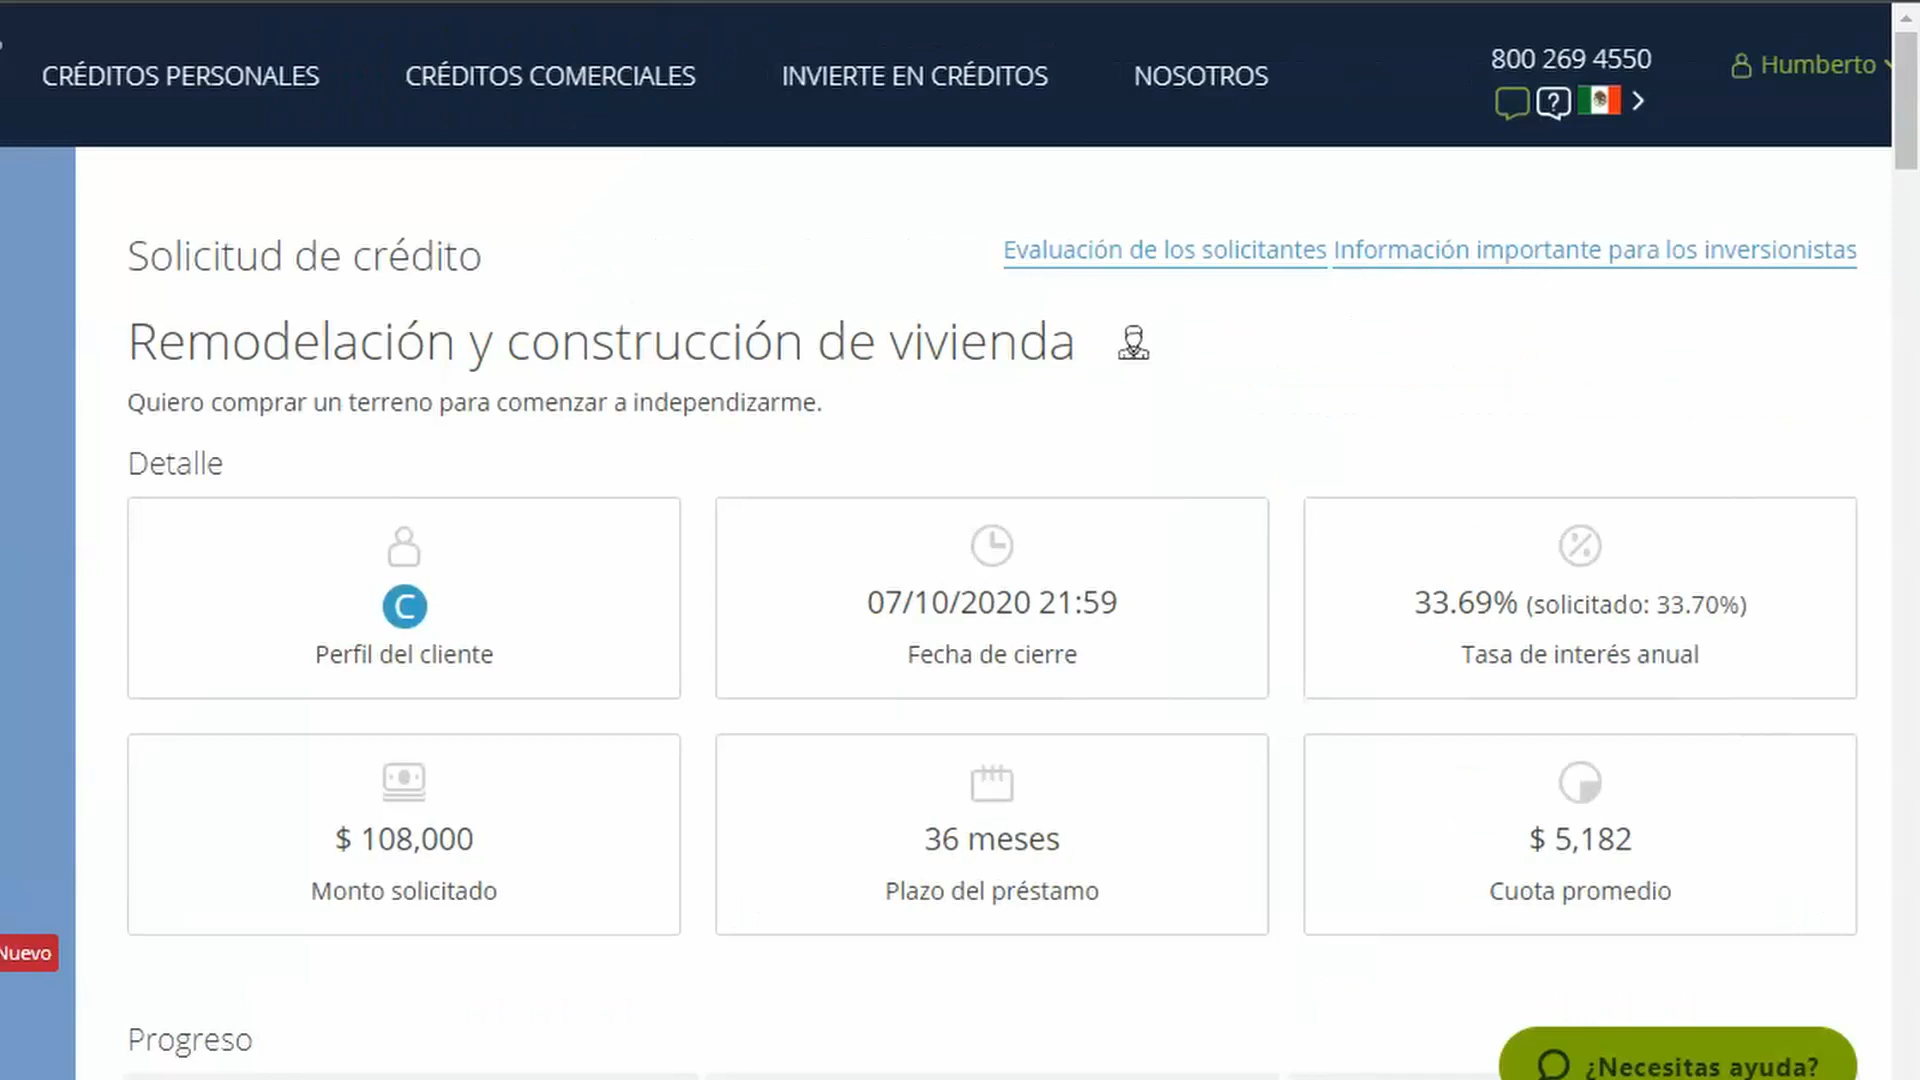 CRÉDITOS PERSONALES CRÉDITOS COMERCIALES INVIERTE EN CRÉDITOS NOSOTROS 800 269 4550 Humberto
Solicitud de crédito Evaluación de los solicitantes Información importante para los inversionistas
Remodelación y construcción de vivienda
Quiero comprar un terreno para comenzar a independizarme.
Detalle
C
Perfil del cliente
07/10/2020 21:59
Fecha de cierre
33.69% (solicitado: 33.70%)
Tasa de interés anual
$ 108,000
Monto solicitado
36 meses
Plazo del préstamo
$ 5,182
Cuota promedio
Nuevo
Progreso
¿Necesitas ayuda?